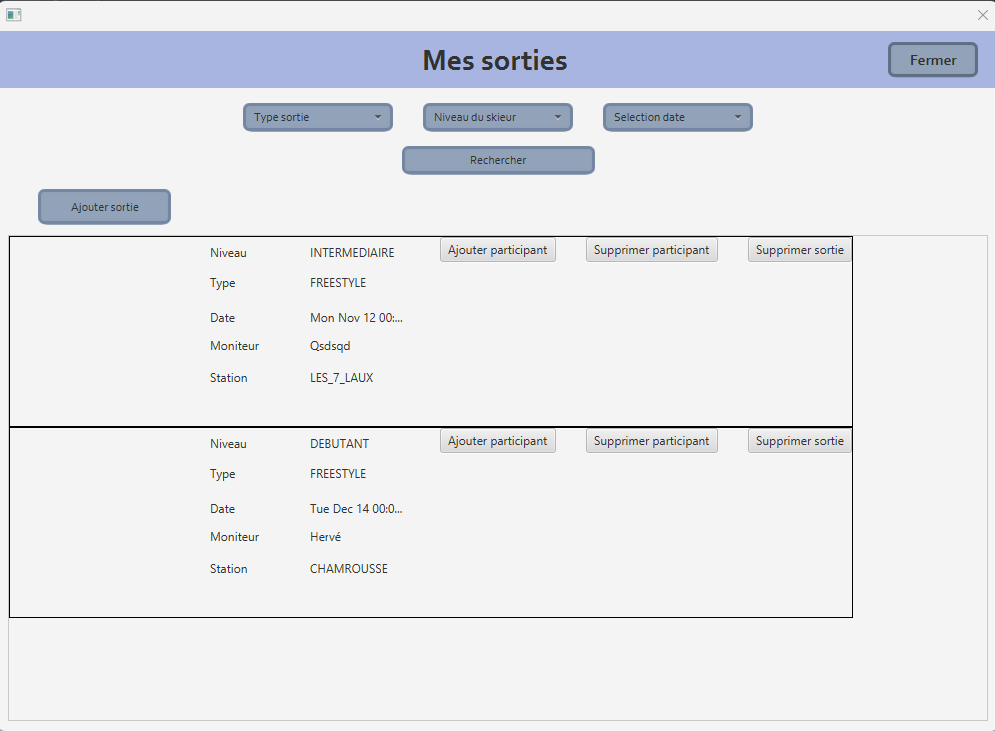 Mes sorties
Fermer
Type sortie
Niveau du skieur
Selection date
Rechercher
Ajouter sortie
Niveau INTERMEDIAIRE Ajouter participant Supprimer participant Supprimer sortie
Type FREESTYLE
Date Mon Nov 12 00:...
Moniteur Qsdsqd
Station LES_7_LAUX
Niveau DEBUTANT Ajouter participant Supprimer participant Supprimer sortie
Type FREESTYLE
Date Tue Dec 14 00:0...
Moniteur Hervé
Station CHAMROUSSE